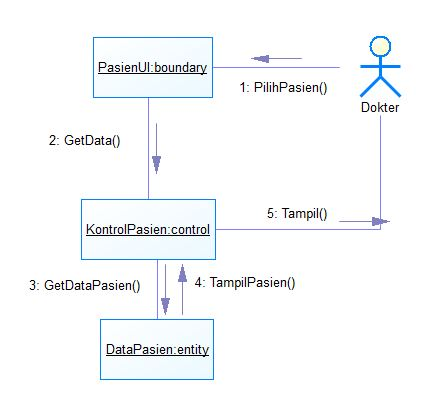 PasienUI:boundary
1: PilihPasien()
Dokter
2: GetData()
5: Tampil()
KontrolPasien:control
3: GetDataPasien()
4: TampilPasien()
DataPasien:entity